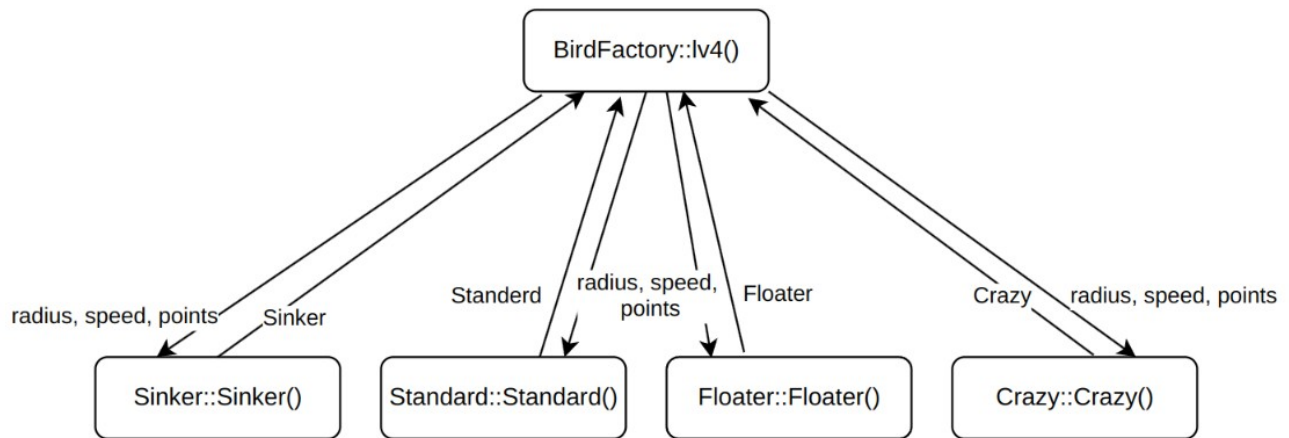 BirdFactory::lv4()
radius, speed, points
Sinker
Standerd
radius, speed,
points
Floater
Crazy
radius, speed, points
Sinker::Sinker()
Standard::Standard()
Floater::Floater()
Crazy::Crazy()